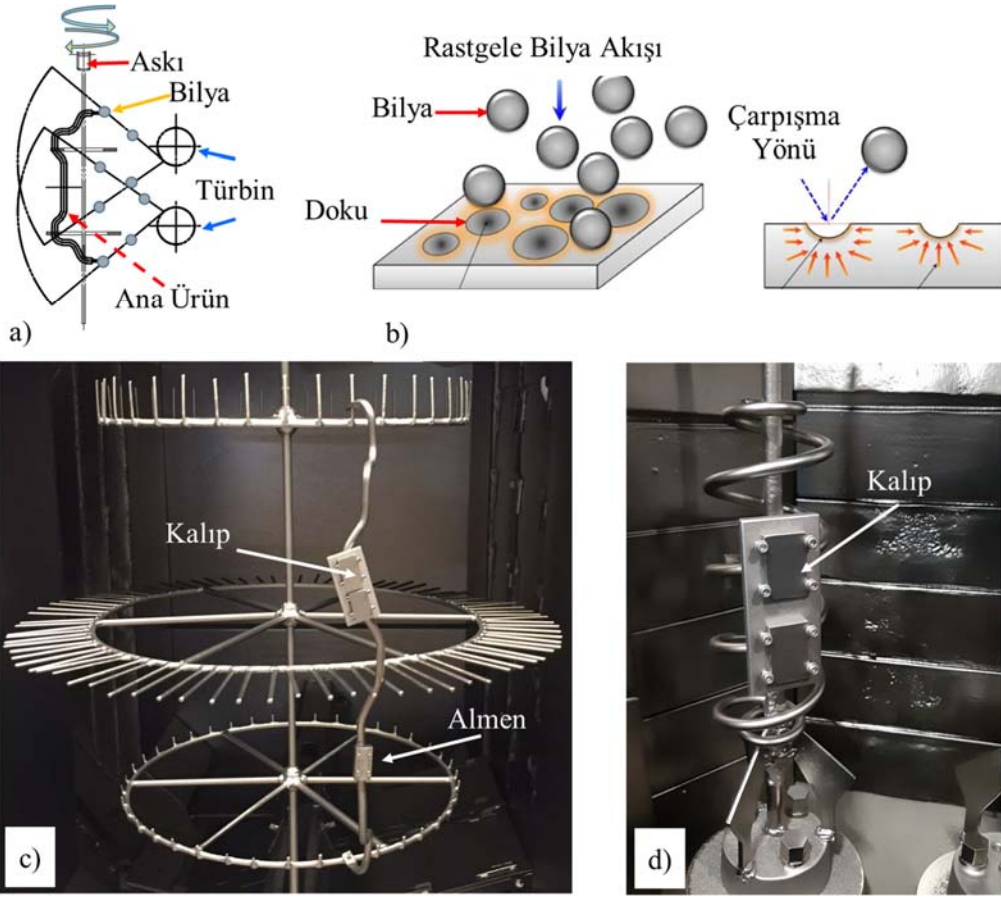 Askı
Bilya
Türbin
Ana Ürün
a)
Rastgele Bilya Akışı
Bilya
Doku
b)
Çarpışma
Yönü
Kalıp
Almen
c)
Kalıp
d)